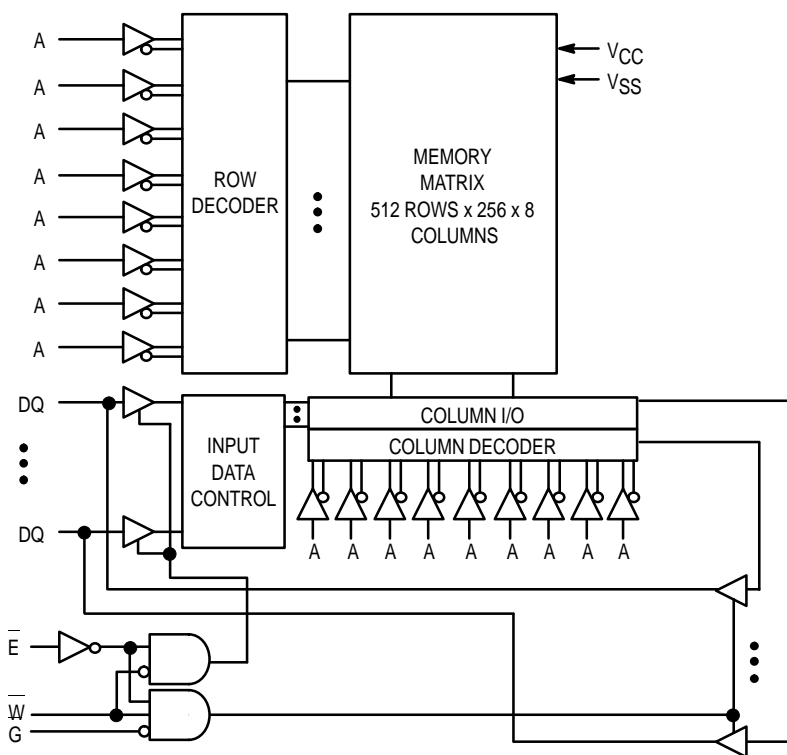 A
A
A
A
A
A
A
A
ROW
DECODER
MEMORY
MATRIX
512 ROWS x 256 x 8
COLUMNS
VCC
VSS
DQ
DQ
INPUT
DATA
CONTROL
COLUMN I/O
COLUMN DECODER
A A A A A A A A A
E
W
G